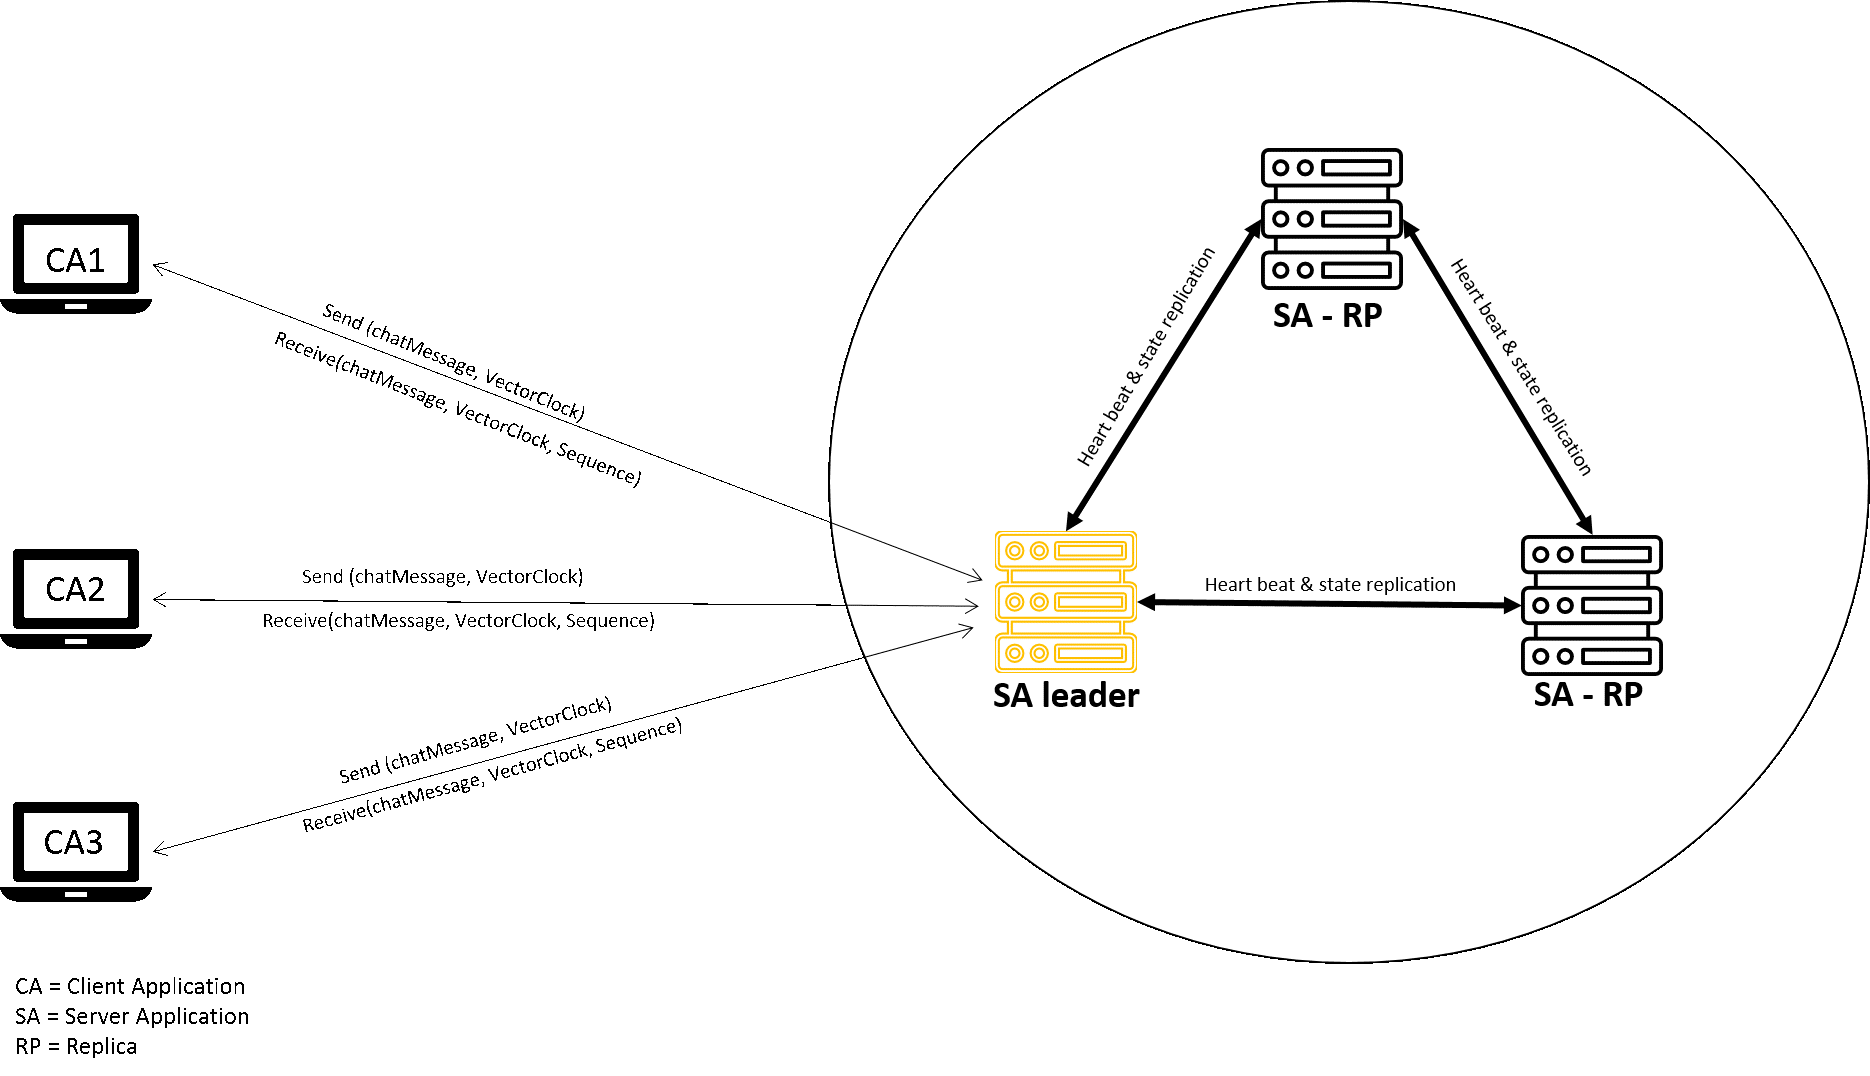 CA1
Send (chatMessage, VectorClock)
Receive(chatMessage, VectorClock, Sequence)
CA2
Send (chatMessage, VectorClock)
Receive(chatMessage, VectorClock, Sequence)
CA3
Send (chatMessage, VectorClock)
Receive(chatMessage, VectorClock, Sequence)
SA - RP
Heart beat & state replication
Heart beat & state replication
Heart beat & state replication
SA leader
SA - RP
CA = Client Application
SA = Server Application
RP = Replica